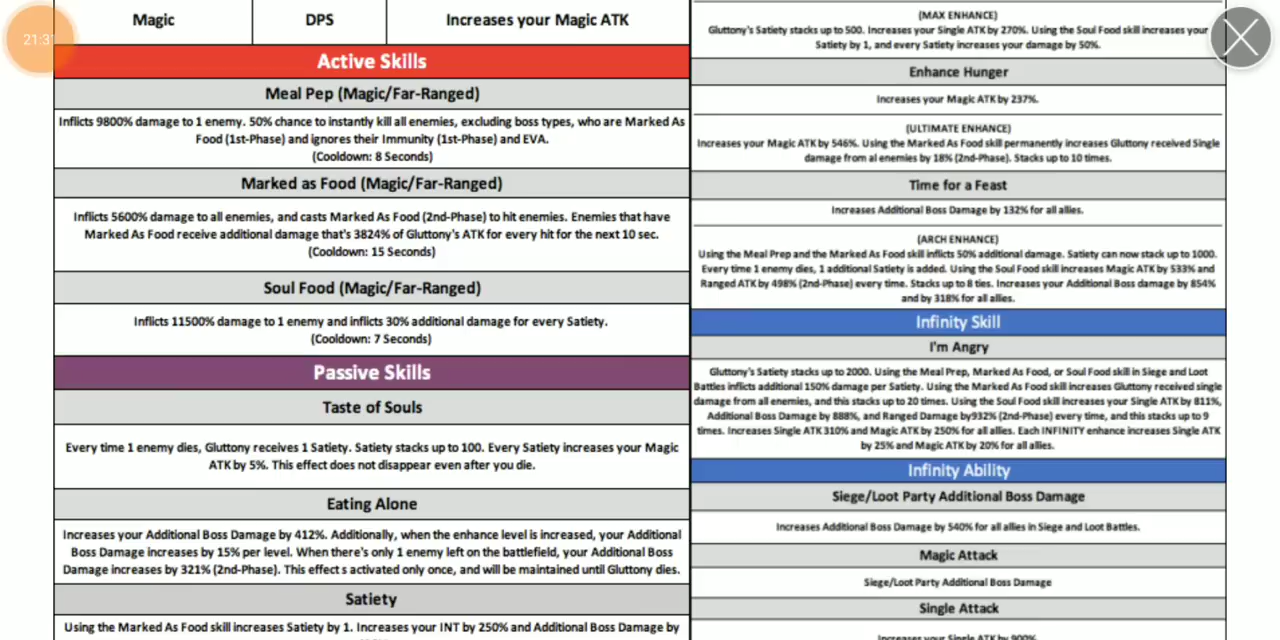 21:31
Magic DPS Increases your Magic ATK
Active Skills
Meal Pep (Magic/Far-Ranged)
Inflicts 9800% damage to 1 enemy. 50% chance to instantly kill all enemies, excluding boss types, who are Marked As
Food (1st-Phase) and ignores their Immunity (1st-Phase) and EVA.
(Cooldown: 8 Seconds)
Marked as Food (Magic/Far-Ranged)
Inflicts 5600% damage to all enemies, and casts Marked As Food (2nd-Phase) to hit enemies. Enemies that have
Marked As Food receive additional damage that's 3824% of Gluttony's ATK for every hit for the next 10 sec.
(Cooldown: 15 Seconds)
Soul Food (Magic/Far-Ranged)
Inflicts 11500% damage to 1 enemy and inflicts 30% additional damage for every Satiety.
(Cooldown: 7 Seconds)
Passive Skills
Taste of Souls
Every time 1 enemy dies, Gluttony receives 1 Satiety. Satiety stacks up to 100. Every Satiety increases your Magic
ATK by 5%. This effect does not disappear even after you die.
Eating Alone
Increases your Additional Boss Damage by 412%. Additionally, when the enhance level is increased, your Additional
Boss Damage increases by 15% per level. When there's only 1 enemy left on the battlefield, your Additional Boss
Damage increases by 321% (2nd-Phase). This effect s activated only once, and will be maintained until Gluttony dies.
Satiety
Using the Marked As Food skill increases Satiety by 1. Increases your INT by 250% and Additional Boss Damage by
(MAX ENHANCE)
Gluttony's Satiety stacks up to 500. Increases your Single ATK by 270%. Using the Soul Food skill increases your
Satiety by 1, and every Satiety increases your damage by 50%.
Enhance Hunger
Increases your Magic ATK by 237%.
(ULTIMATE ENHANCE)
Increases your Magic ATK by 546%. Using the Marked As Food skill permanently increases Gluttony received Single
damage from al enemies by 18% (2nd-Phase). Stacks up to 10 times.
Time for a Feast
Increases Additional Boss Damage by 132% for all allies.
(ARCH ENHANCE)
Using the Meal Prep and the Marked As Food skill inflicts 50% additional damage. Satiety can now stack up to 1000.
Every time 1 enemy dies, 1 additional Satiety is added. Using the Soul Food skill increases Magic ATK by 533% and
Ranged ATK by 498% (2nd-Phase) every time. Stacks up to 8 ties. Increases your Additional Boss damage by 854%
and by 318% for all allies.
Infinity Skill
I'm Angry
Gluttony's Satiety stacks up to 2000. Using the Meal Prep, Marked As Food, or Soul Food skill in Siege and Loot
Battles inflicts additional 150% damage per Satiety. Using the Marked As Food skill increases Gluttony received single
damage from all enemies, and this stacks up to 20 times. Using the Soul Food skill increases your Single ATK by 811%,
Additional Boss Damage by 888%, and Ranged Damage by932% (2nd-Phase) every time, and this stacks up to 9
times. Increases Single ATK 310% and Magic ATK by 250% for all allies. Each INFINITY enhance increases Single ATK
by 25% and Magic ATK by 20% for all allies.
Infinity Ability
Siege/Loot Party Additional Boss Damage
Increases Additional Boss Damage by 540% for all allies in Siege and Loot Battles.
Magic Attack
Siege/Loot Party Additional Boss Damage
Single Attack
Increases your Single ATK by 900%.